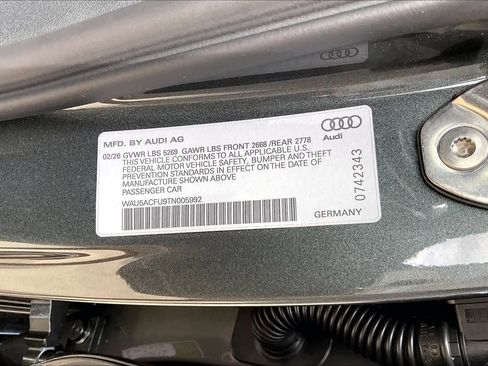 MFD. BY AUDI AG
02/26 GVWR LBS 5269 GAWR LBS FRONT 2668 /REAR 2778
THIS VEHICLE CONFORMS TO ALL APPLICABLE U.S.
FEDERAL MOTOR VEHICLE SAFETY, BUMPER AND THEFT
PREVENTION STANDARDS IN EFFECT ON THE DATE OF
MANUFACTURE SHOWN ABOVE
PASSENGER CAR
WAU5ACFU9TN005992
Audi
0742343
GERMANY